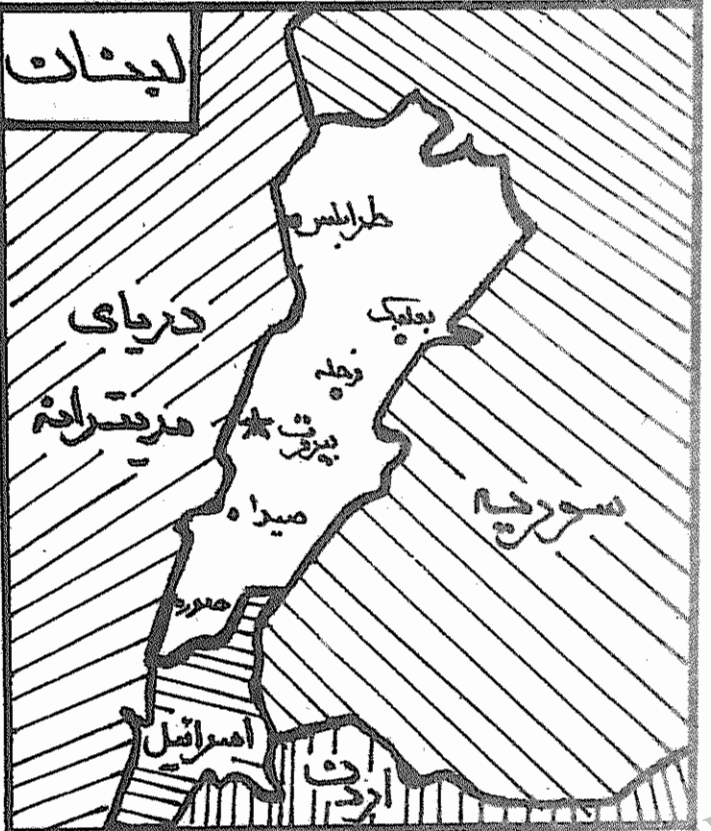 لبنان
طرابلس
دریای
مدیترانه
بعلبک
زحله
بیروت
سوریه
صیدا
صور
اسرائیل
اردن